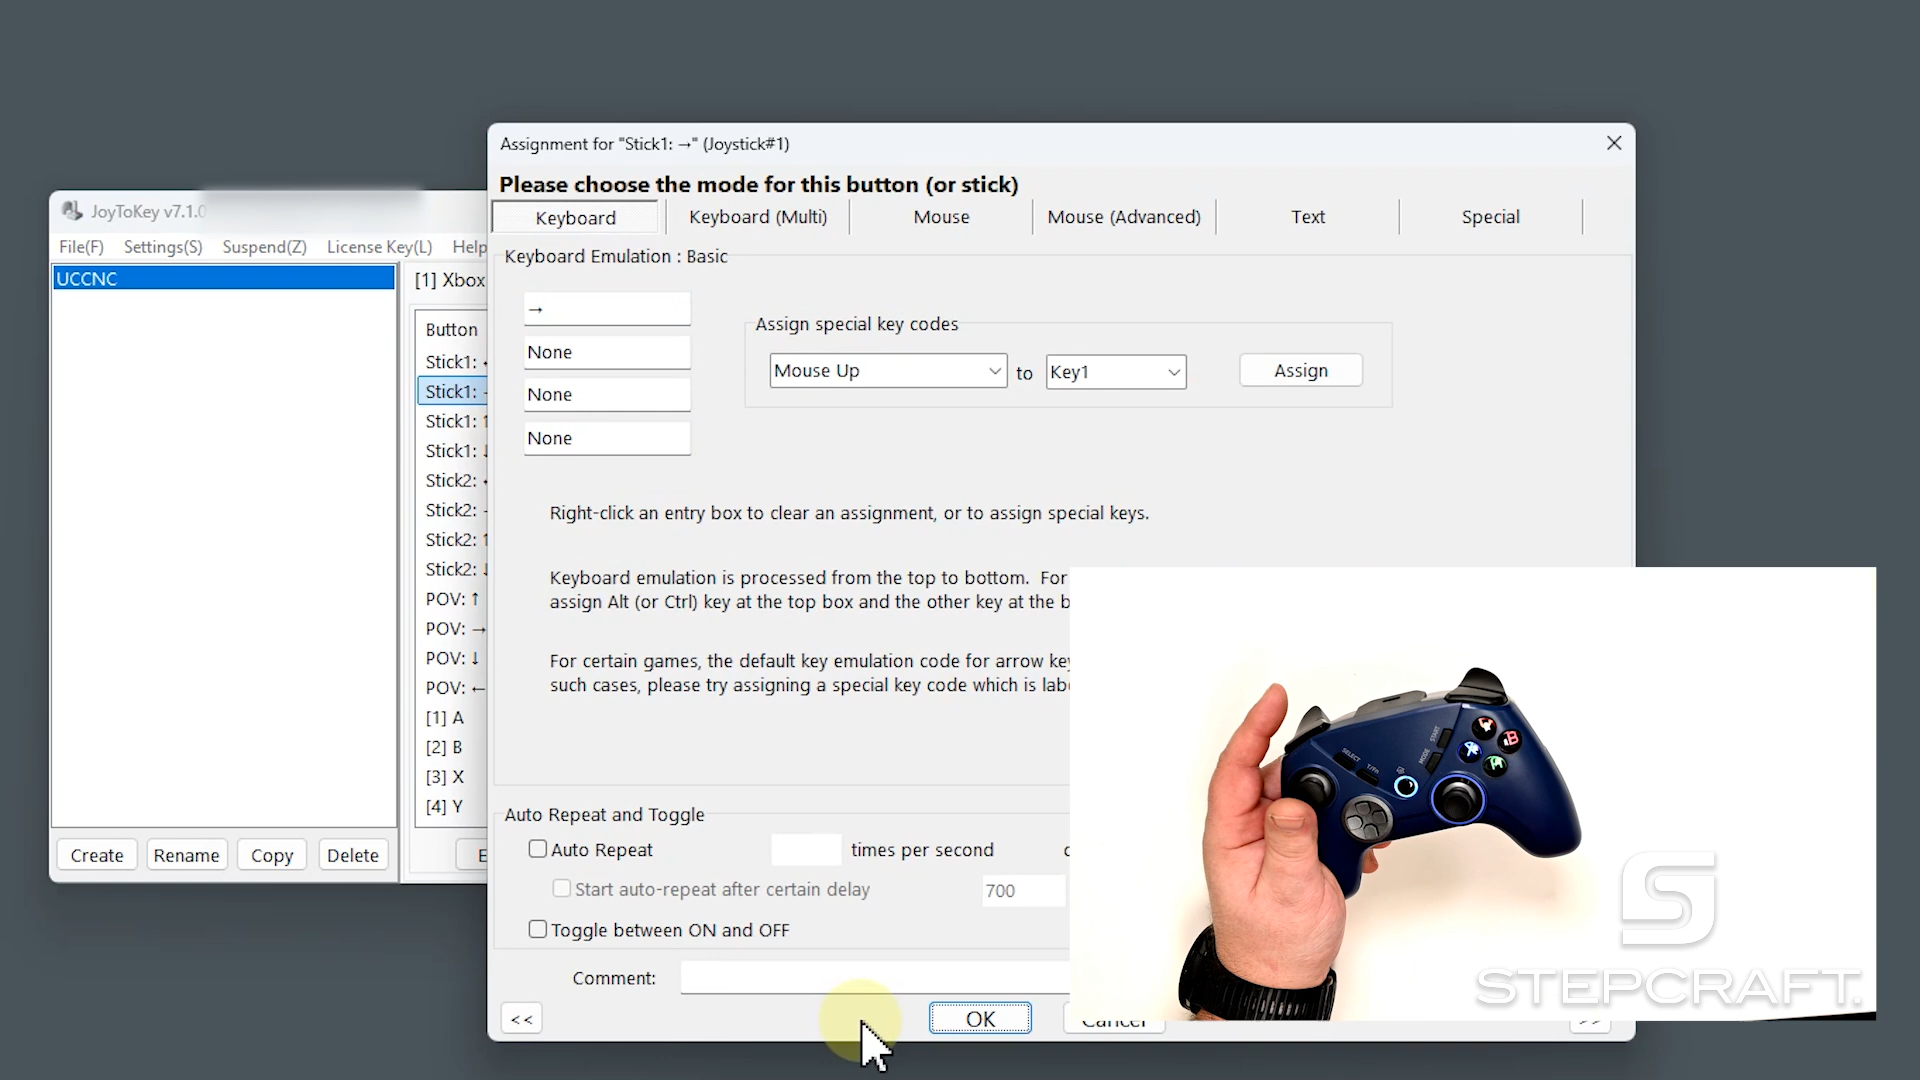 Assignment for "Stick1: →" (Joystick#1)
Please choose the mode for this button (or stick)
Keyboard
Keyboard (Multi)
Mouse
Mouse (Advanced)
Text
Special
JoyToKey v7.1.0
File(F) Settings(S) Suspend(Z) License Key(L) Help
UCCNC
[1] Xbox
Button
Stick1:
Stick1:
Stick1:
Stick1:
Stick2:
Stick2:
Stick2:
Stick2:
POV: ↑
POV: →
POV: ↓
POV: ←
[1] A
[2] B
[3] X
[4] Y
Create Rename Copy Delete
Keyboard Emulation : Basic
→
None
None
None
Assign special key codes
Mouse Up to Key1 Assign
Right-click an entry box to clear an assignment, or to assign special keys.
Keyboard emulation is processed from the top to bottom. For
assign Alt (or Ctrl) key at the top box and the other key at the b
For certain games, the default key emulation code for arrow key
such cases, please try assigning a special key code which is labe
Auto Repeat and Toggle
Auto Repeat times per second
Start auto-repeat after certain delay 700
Toggle between ON and OFF
Comment:
<< OK Cancel >>
SELECT
T/Fn
MODE
START
B
STEPCRAFT.